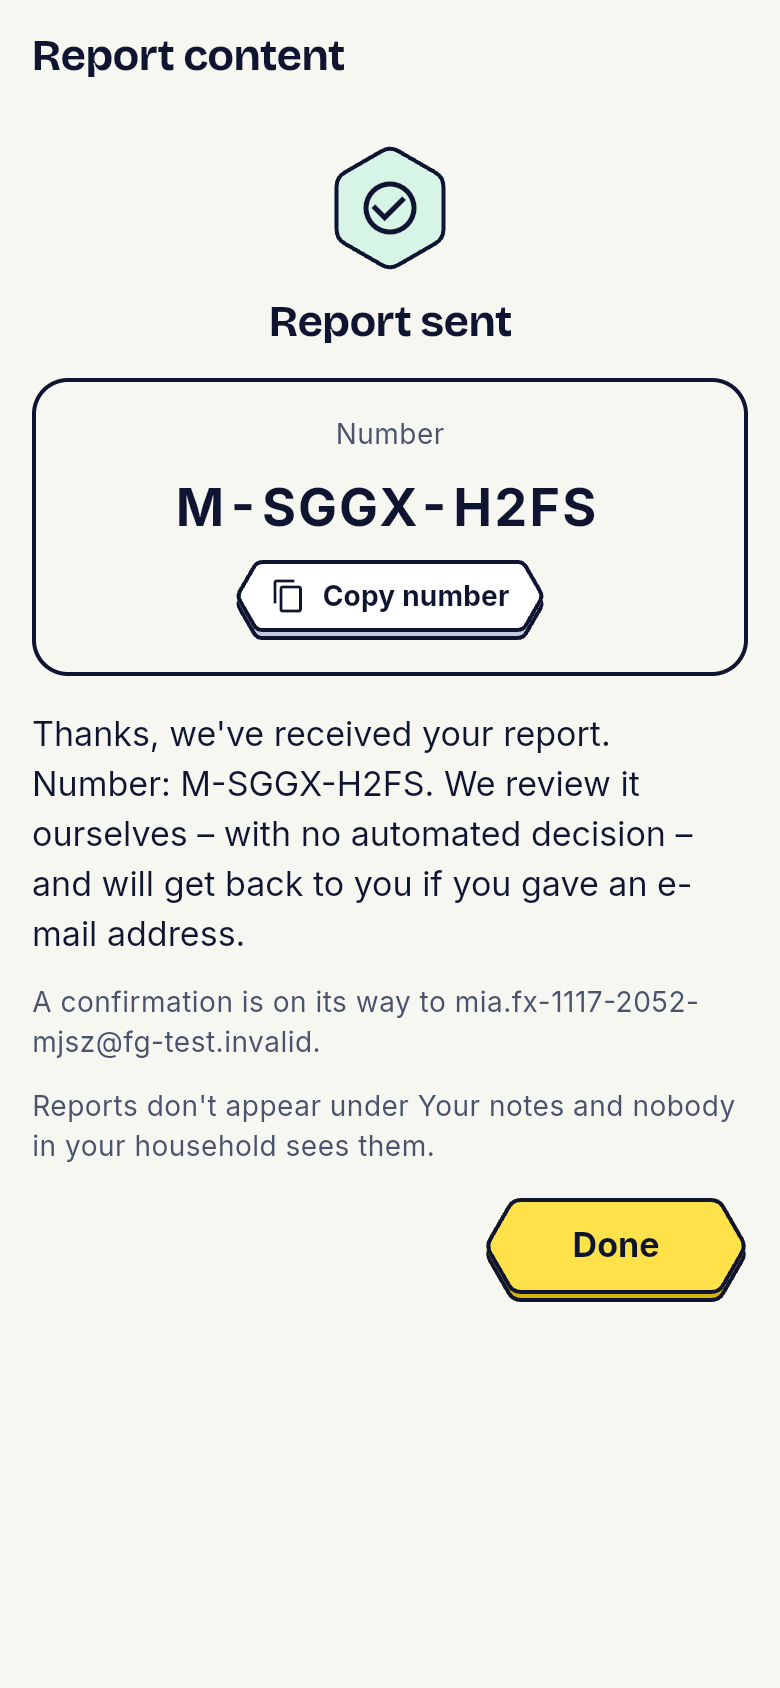 Report content
Report sent
Number
M-SGGX-H2FS
Copy number
Thanks, we've received your report.
Number: M-SGGX-H2FS. We review it
ourselves – with no automated decision –
and will get back to you if you gave an e-
mail address.
A confirmation is on its way to mia.fx-1117-2052-
mjsz@fg-test.invalid.
Reports don't appear under Your notes and nobody
in your household sees them.
Done